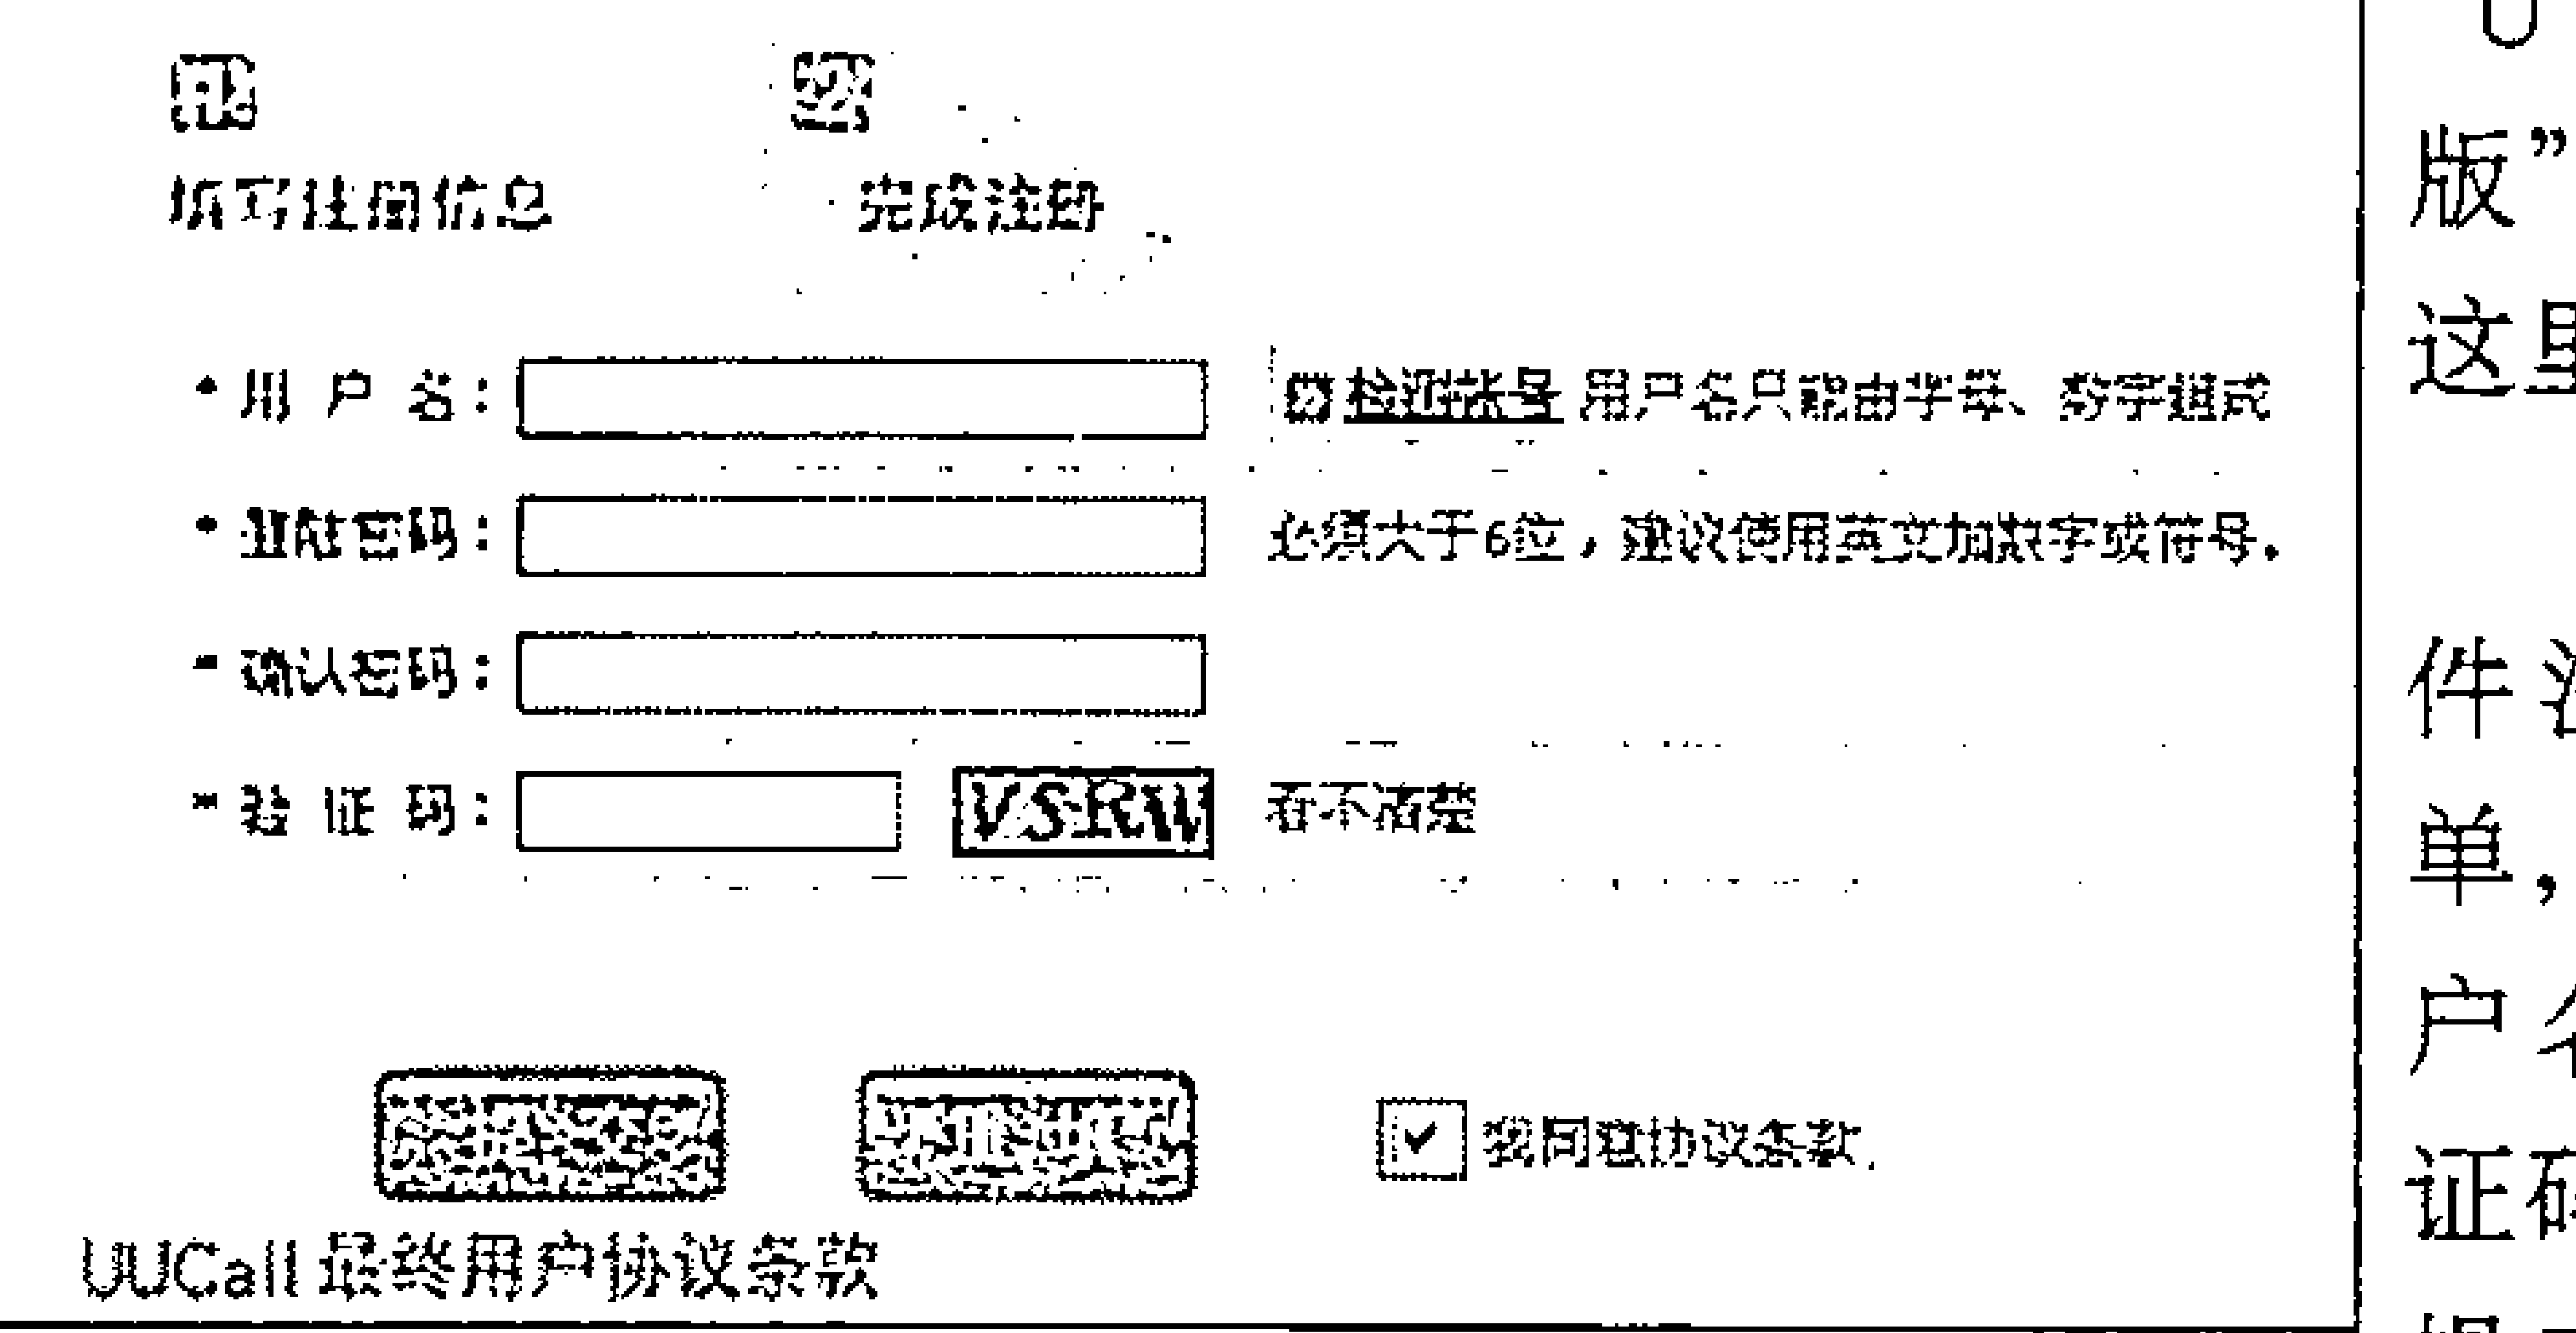 填写注册信息
完成注册
* 用 户 名：
检测帐号 用户名只能由字母、数字组成
* 登陆密码：
必须大于6位，建议使用英文加数字或符号。
* 确认密码：
* 验 证 码：
VSRW
看不清楚
我同意协议条款.
UUCall 最终用户协议条款
版”
这里
件
单，
户
证